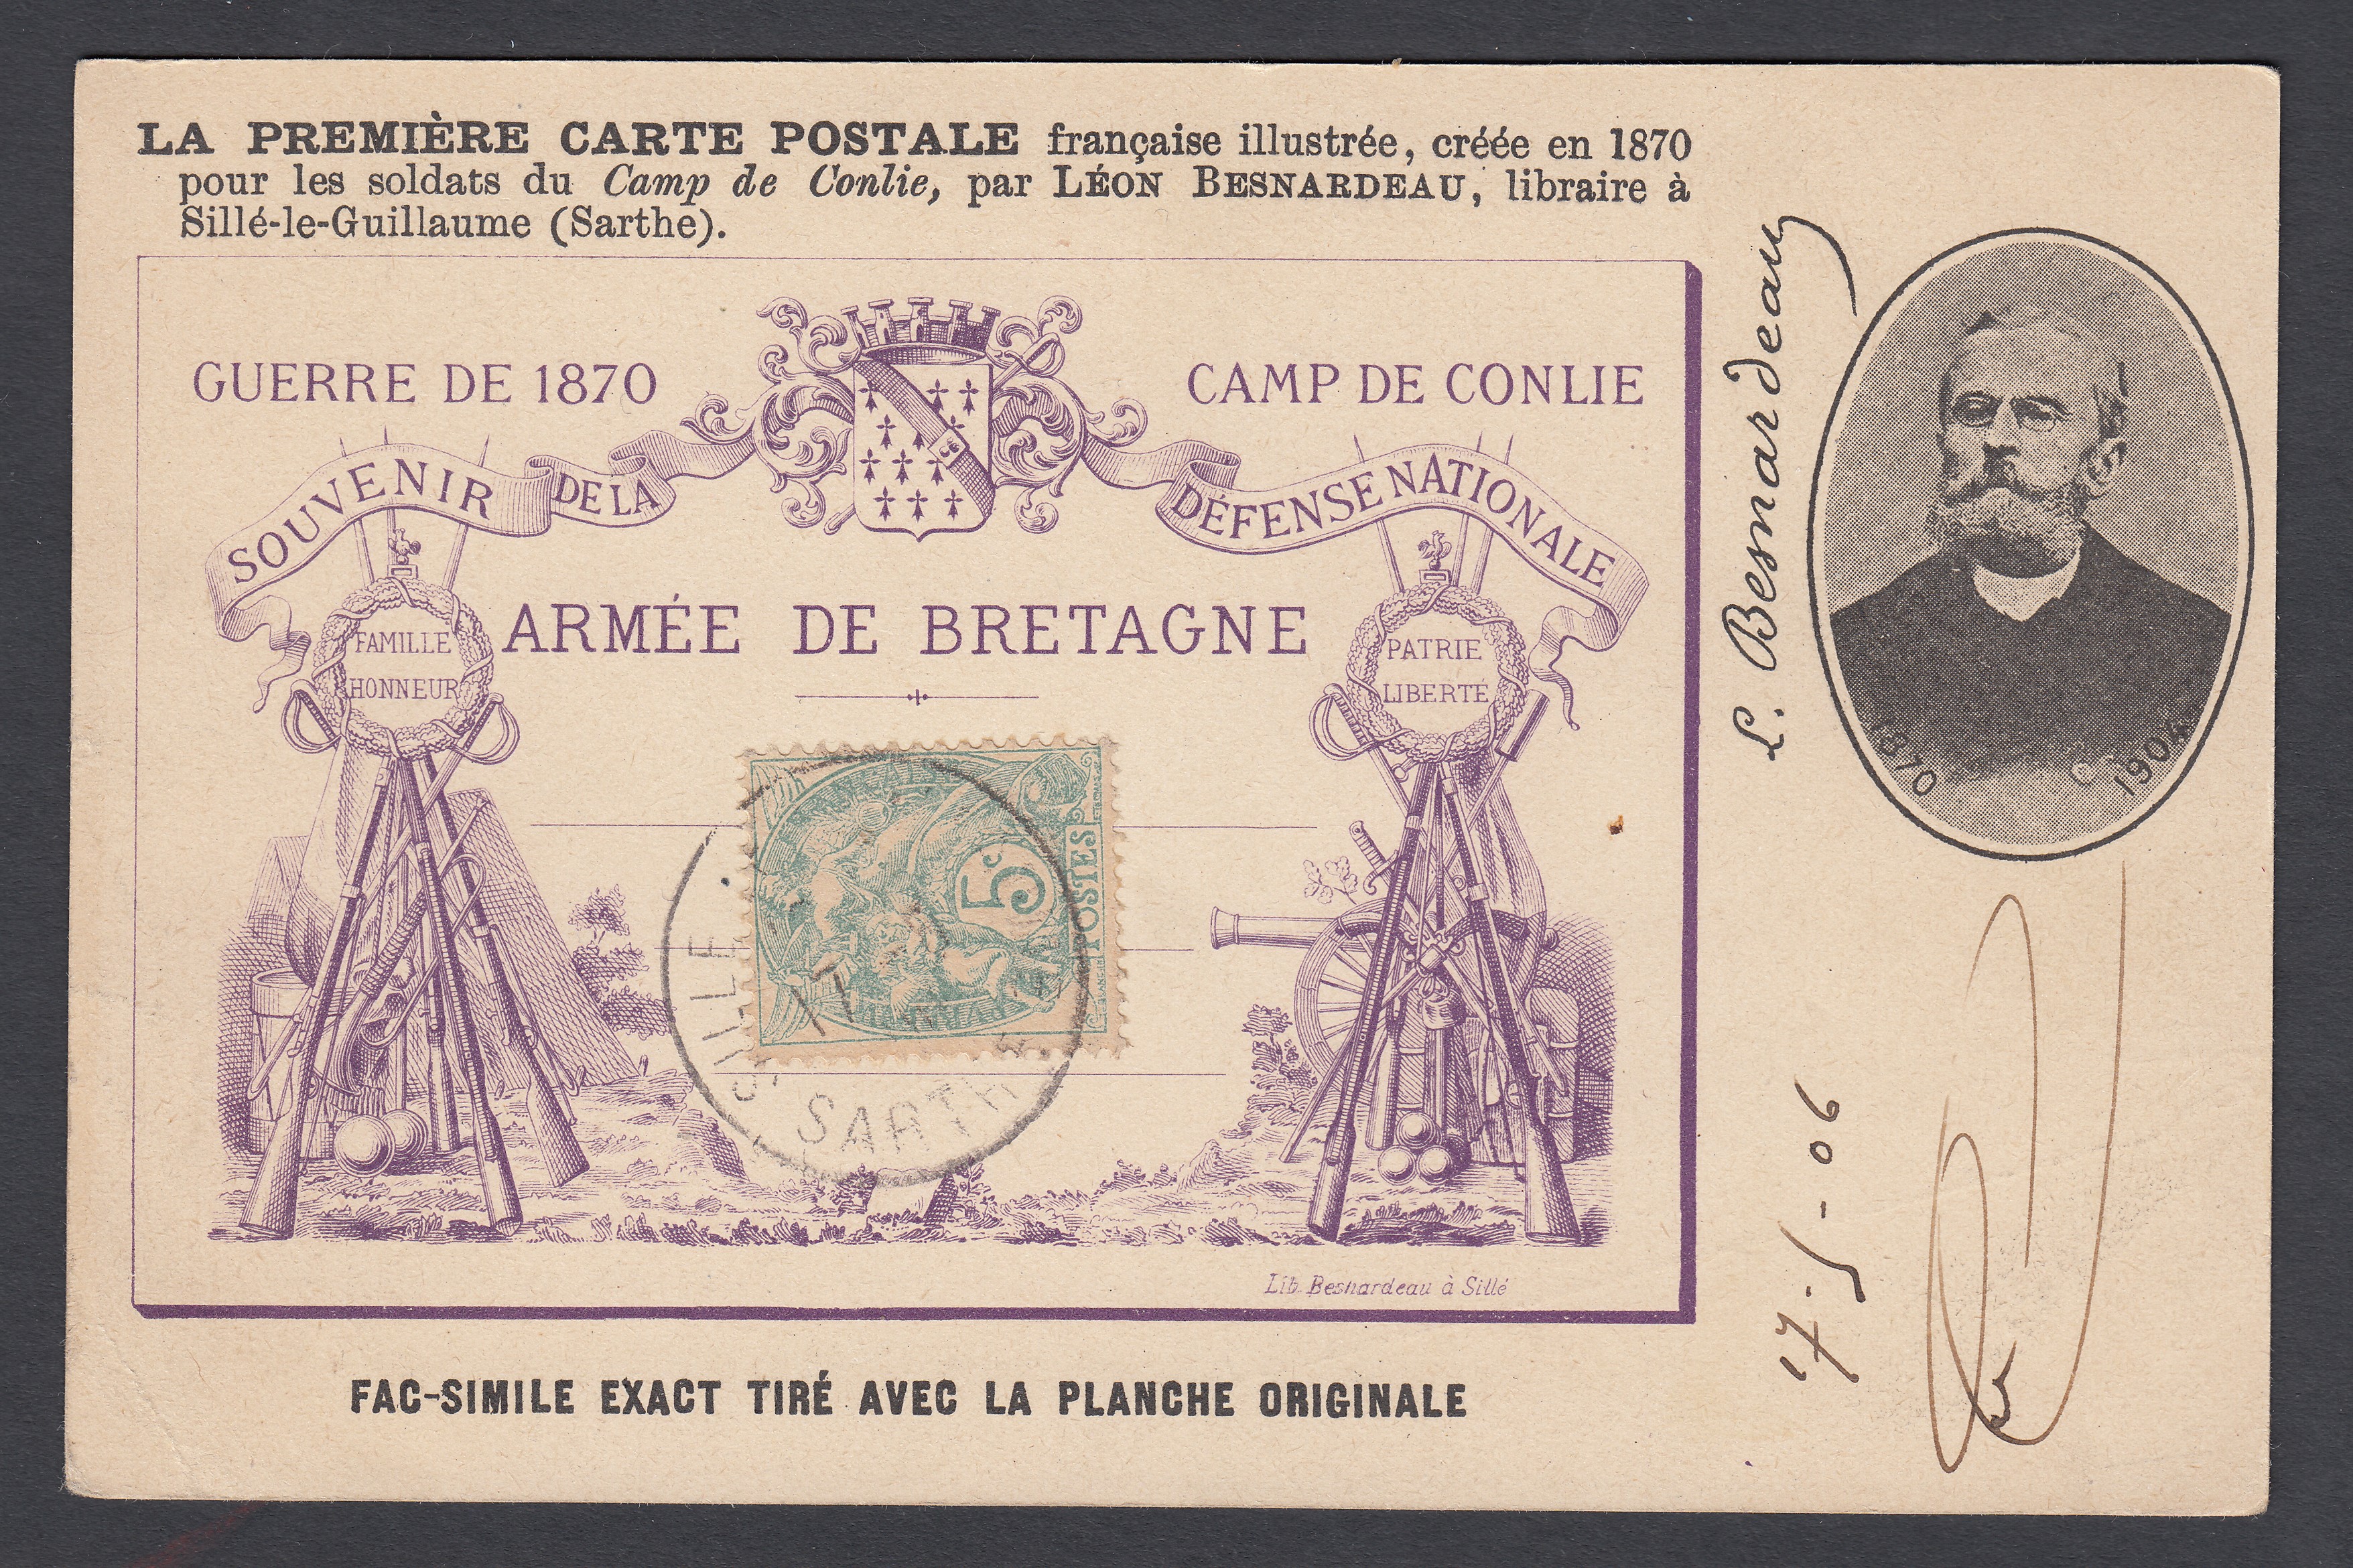 LA PREMIÈRE CARTE POSTALE française illustrée, créée en 1870
pour les soldats du Camp de Conlie, par LÉON BESNARDEAU, libraire à
Sillé-le-Guillaume (Sarthe).
GUERRE DE 1870
CAMP DE CONLIE
SOUVENIR DE LA DÉFENSE NATIONALE
ARMÉE DE BRETAGNE
FAMILLE
HONNEUR
PATRIE
LIBERTÉ
5c
POSTES
SILLÉ
17
SARTHE
Lib. Besnardeau à Sillé
FAC-SIMILE EXACT TIRÉ AVEC LA PLANCHE ORIGINALE
L. Besnardeau
1870
1904
17-5-06